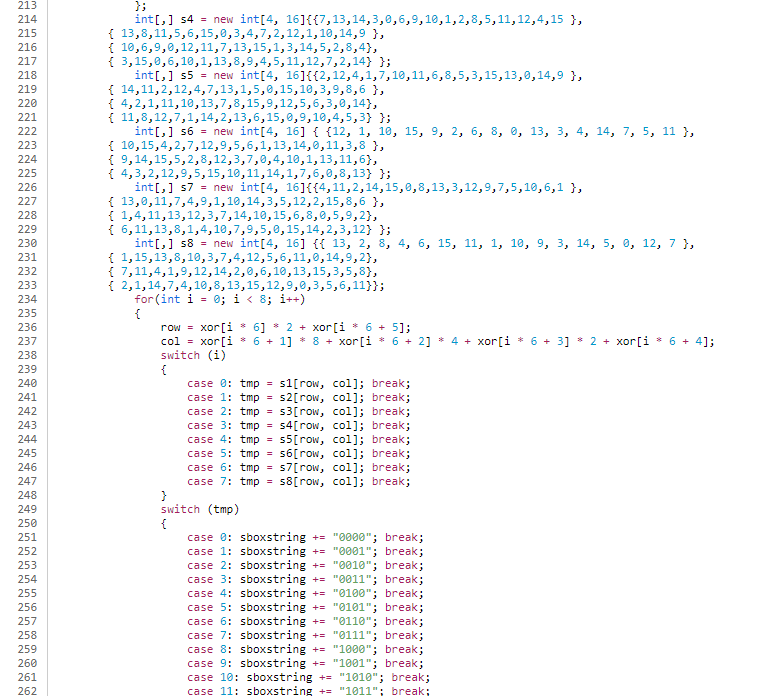 213 };
214 int[,] s4 = new int[4, 16]{{7,13,14,3,0,6,9,10,1,2,8,5,11,12,4,15 },
215 { 13,8,11,5,6,15,0,3,4,7,2,12,1,10,14,9 },
216 { 10,6,9,0,12,11,7,13,15,1,3,14,5,2,8,4},
217 { 3,15,0,6,10,1,13,8,9,4,5,11,12,7,2,14} };
218 int[,] s5 = new int[4, 16]{{2,12,4,1,7,10,11,6,8,5,3,15,13,0,14,9 },
219 { 14,11,2,12,4,7,13,1,5,0,15,10,3,9,8,6 },
220 { 4,2,1,11,10,13,7,8,15,9,12,5,6,3,0,14},
221 { 11,8,12,7,1,14,2,13,6,15,0,9,10,4,5,3} };
222 int[,] s6 = new int[4, 16] { {12, 1, 10, 15, 9, 2, 6, 8, 0, 13, 3, 4, 14, 7, 5, 11 },
223 { 10,15,4,2,7,12,9,5,6,1,13,14,0,11,3,8 },
224 { 9,14,15,5,2,8,12,3,7,0,4,10,1,13,11,6},
225 { 4,3,2,12,9,5,15,10,11,14,1,7,6,0,8,13} };
226 int[,] s7 = new int[4, 16]{{4,11,2,14,15,0,8,13,3,12,9,7,5,10,6,1 },
227 { 13,0,11,7,4,9,1,10,14,3,5,12,2,15,8,6 },
228 { 1,4,11,13,12,3,7,14,10,15,6,8,0,5,9,2},
229 { 6,11,13,8,1,4,10,7,9,5,0,15,14,2,3,12} };
230 int[,] s8 = new int[4, 16] {{ 13, 2, 8, 4, 6, 15, 11, 1, 10, 9, 3, 14, 5, 0, 12, 7 },
231 { 1,15,13,8,10,3,7,4,12,5,6,11,0,14,9,2},
232 { 7,11,4,1,9,12,14,2,0,6,10,13,15,3,5,8},
233 { 2,1,14,7,4,10,8,13,15,12,9,0,3,5,6,11}};
234 for(int i = 0; i < 8; i++)
235 {
236 row = xor[i * 6] * 2 + xor[i * 6 + 5];
237 col = xor[i * 6 + 1] * 8 + xor[i * 6 + 2] * 4 + xor[i * 6 + 3] * 2 + xor[i * 6 + 4];
238 switch (i)
239 {
240 case 0: tmp = s1[row, col]; break;
241 case 1: tmp = s2[row, col]; break;
242 case 2: tmp = s3[row, col]; break;
243 case 3: tmp = s4[row, col]; break;
244 case 4: tmp = s5[row, col]; break;
245 case 5: tmp = s6[row, col]; break;
246 case 6: tmp = s7[row, col]; break;
247 case 7: tmp = s8[row, col]; break;
248 }
249 switch (tmp)
250 {
251 case 0: sboxstring += "0000"; break;
252 case 1: sboxstring += "0001"; break;
253 case 2: sboxstring += "0010"; break;
254 case 3: sboxstring += "0011"; break;
255 case 4: sboxstring += "0100"; break;
256 case 5: sboxstring += "0101"; break;
257 case 6: sboxstring += "0110"; break;
258 case 7: sboxstring += "0111"; break;
259 case 8: sboxstring += "1000"; break;
260 case 9: sboxstring += "1001"; break;
261 case 10: sboxstring += "1010"; break;
262 case 11: sboxstring += "1011"; break;